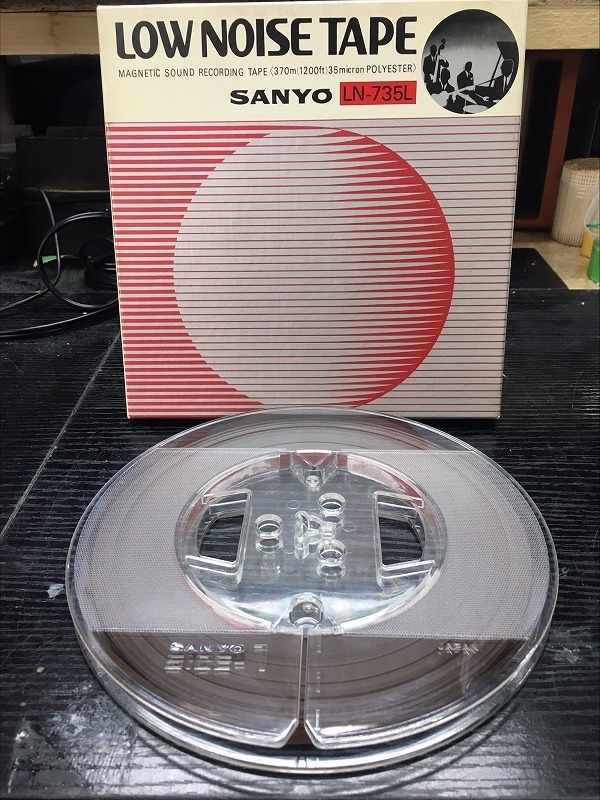 LOW NOISE TAPE
MAGNETIC SOUND RECORDING TAPE ⟨370m(1200ft)35micron POLYESTER⟩
SANYO LN-735L
SANYO
SIDE-1
JAPAN